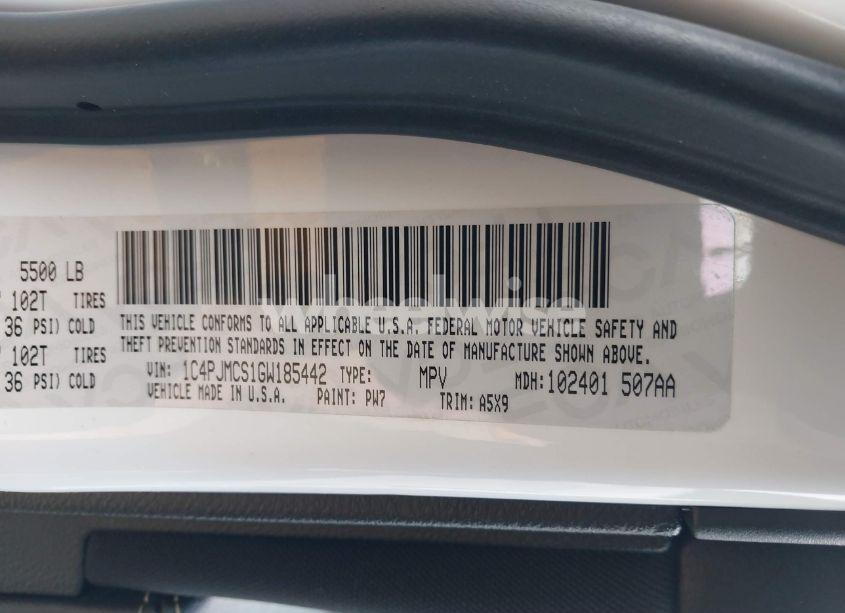 5500 LB
102T TIRES
36 PSI) COLD
102T TIRES
36 PSI) COLD
wheelwise
THIS VEHICLE CONFORMS TO ALL APPLICABLE U.S.A. FEDERAL MOTOR VEHICLE SAFETY AND
THEFT PREVENTION STANDARDS IN EFFECT ON THE DATE OF MANUFACTURE SHOWN ABOVE.
VIN: 1C4PJMCS1GW185442 TYPE: MPV MDH: 102401 507AA
VEHICLE MADE IN U.S.A. PAINT: PW7 TRIM: A5X9